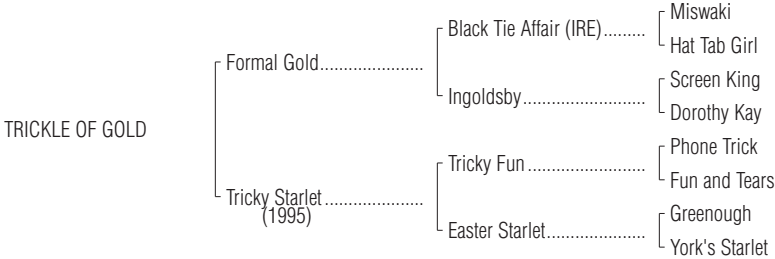 Miswaki
Black Tie Affair (IRE).........
Hat Tab Girl
Formal Gold......................
Screen King
Ingoldsby..........................
Dorothy Kay
TRICKLE OF GOLD
Phone Trick
Tricky Fun.........................
Fun and Tears
Tricky Starlet.....................
(1995)
Greenough
Easter Starlet.....................
York's Starlet